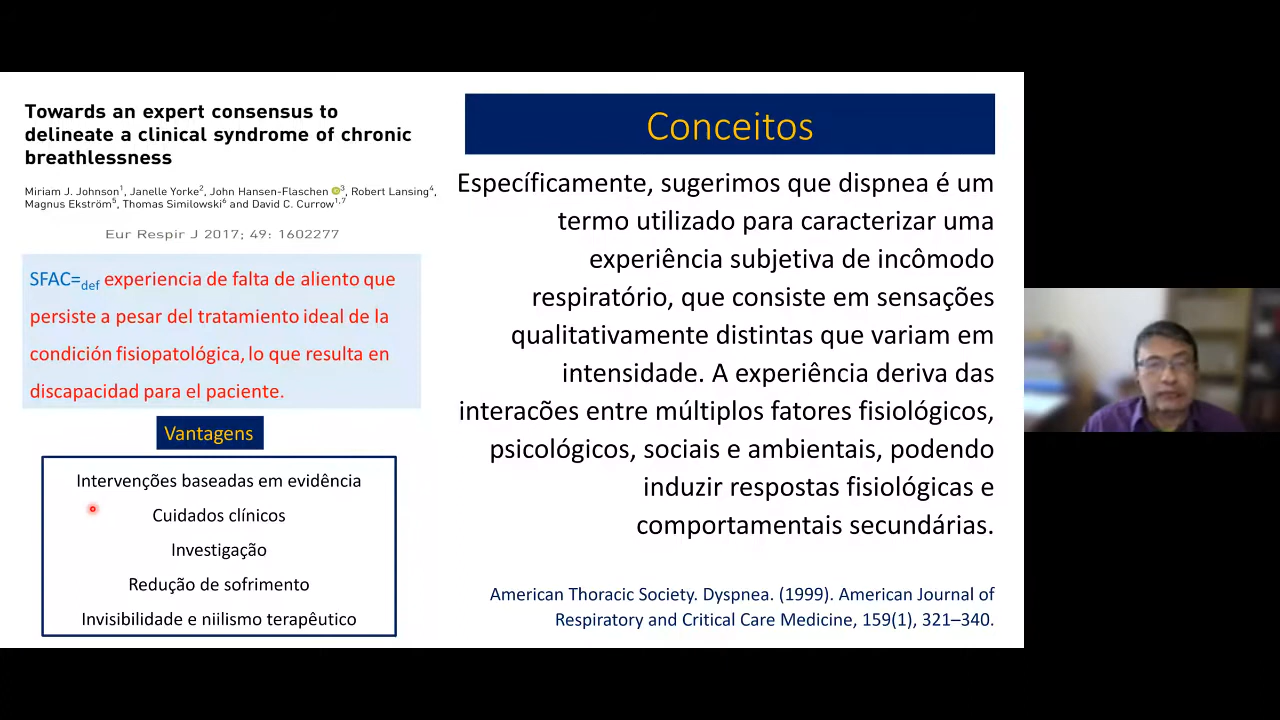 Towards an expert consensus to
delineate a clinical syndrome of chronic
breathlessness
Miriam J. Johnson1, Janelle Yorke2, John Hansen-Flaschen 3, Robert Lansing4,
Magnus Ekström5, Thomas Similowski6 and David C. Currow1,7
Eur Respir J 2017; 49: 1602277
SFAC=def experiencia de falta de aliento que
persiste a pesar del tratamiento ideal de la
condición fisiopatológica, lo que resulta en
discapacidad para el paciente.
Vantagens
Intervenções baseadas em evidência
Cuidados clínicos
Investigação
Redução de sofrimento
Invisibilidade e niilismo terapêutico
Conceitos
Específicamente, sugerimos que dispnea é um
termo utilizado para caracterizar uma
experiência subjetiva de incômodo
respiratório, que consiste em sensações
qualitativamente distintas que variam em
intensidade. A experiência deriva das
interacões entre múltiplos fatores fisiológicos,
psicológicos, sociais e ambientais, podendo
induzir respostas fisiológicas e
comportamentais secundárias.
American Thoracic Society. Dyspnea. (1999). American Journal of
Respiratory and Critical Care Medicine, 159(1), 321–340.